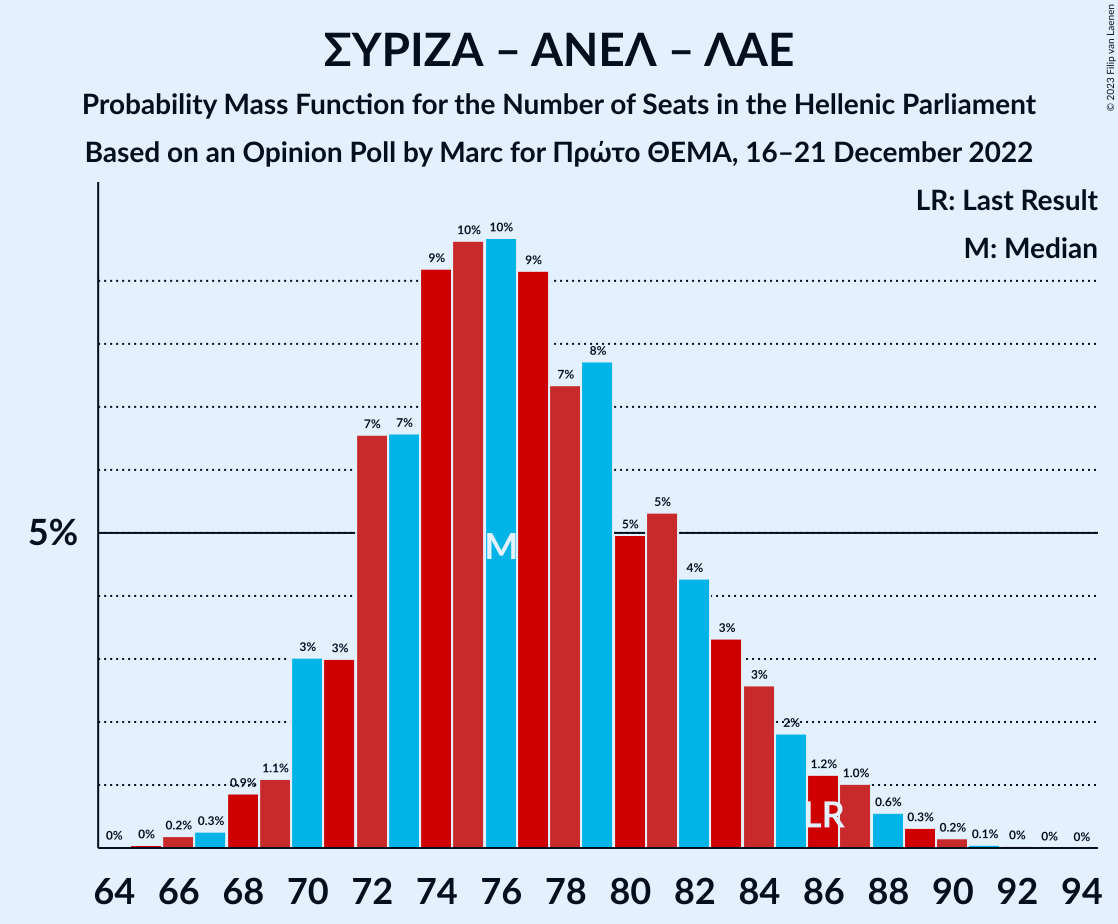 ΣΥΡΙΖΑ – ΑΝΕΛ – ΛΑΕ
Probability Mass Function for the Number of Seats in the Hellenic Parliament
Based on an Opinion Poll by Marc for Πρώτο ΘΕΜΑ, 16–21 December 2022
© 2023 Filip van Laenen
LR: Last Result
M: Median
5%
0% 0% 0.2% 0.3% 0.9% 1.1% 3% 3% 7% 7% 9% 10% 10% 9% 7% 8% 5% 5% 4% 3% 3% 2% 1.2% 1.0% 0.6% 0.3% 0.2% 0.1% 0% 0% 0%
M
LR
64 66 68 70 72 74 76 78 80 82 84 86 88 90 92 94